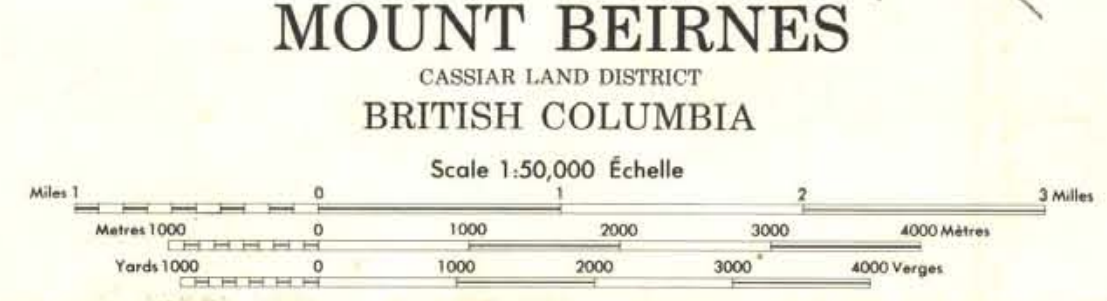 MOUNT BEIRNES
CASSIAR LAND DISTRICT
BRITISH COLUMBIA
Scale 1:50,000 Échelle
Miles 1 0 1 2 3 Milles
Metres 1000 0 1000 2000 3000 4000 Mètres
Yards 1000 0 1000 2000 3000 4000 Verges